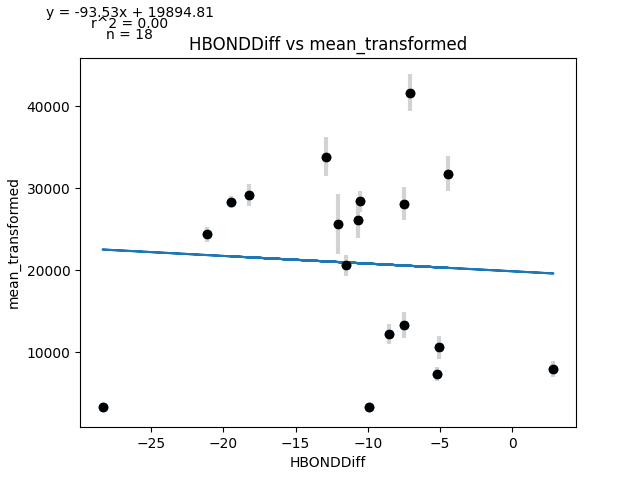 y = -93.53x + 19894.81
r^2 = 0.00
n = 18
HBONDDiff vs mean_transformed
40000
30000
20000
10000
mean_transformed
−25
−20
−15
−10
−5
0
HBONDDiff